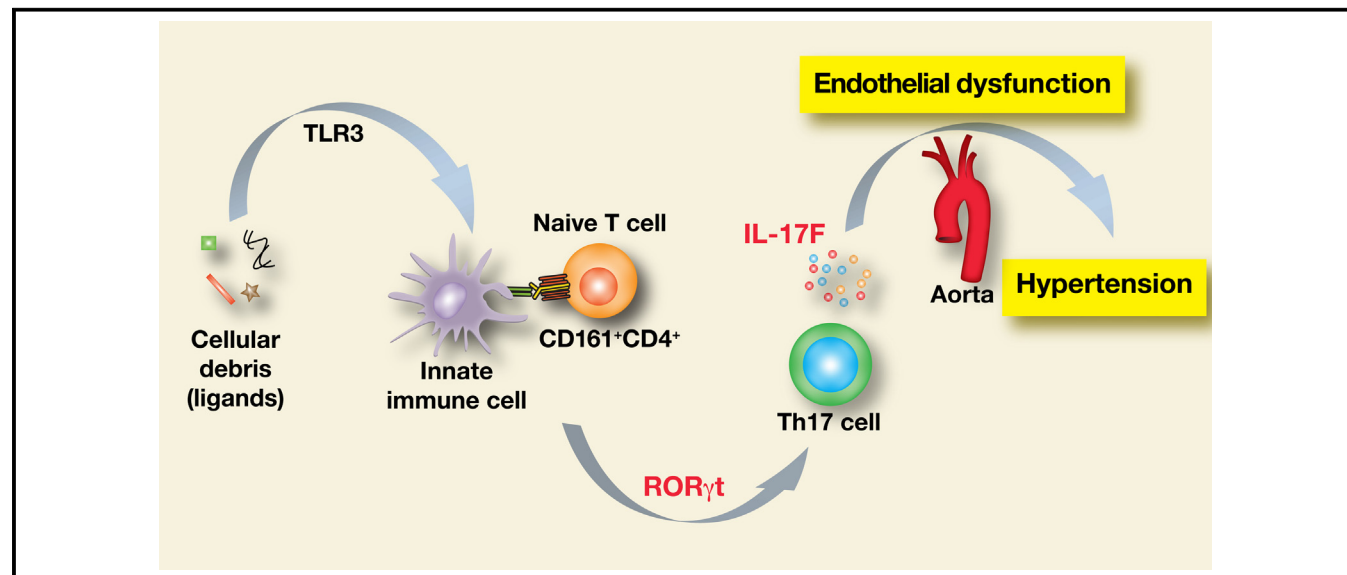 TLR3
Cellular
debris
(ligands)
Naive T cell
CD161⁺CD4⁺
Innate
immune cell
RORγt
IL-17F
Th17 cell
Endothelial dysfunction
Aorta
Hypertension